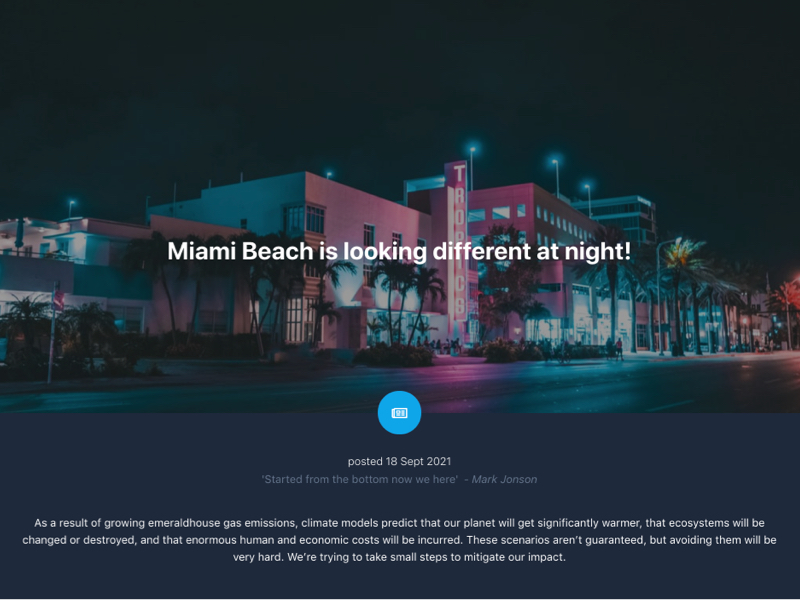 TROPICS
Miami Beach is looking different at night!
posted 18 Sept 2021
'Started from the bottom now we here' - Mark Jonson
As a result of growing emeraldhouse gas emissions, climate models predict that our planet will get significantly warmer, that ecosystems will be
changed or destroyed, and that enormous human and economic costs will be incurred. These scenarios aren't guaranteed, but avoiding them will be
very hard. We're trying to take small steps to mitigate our impact.